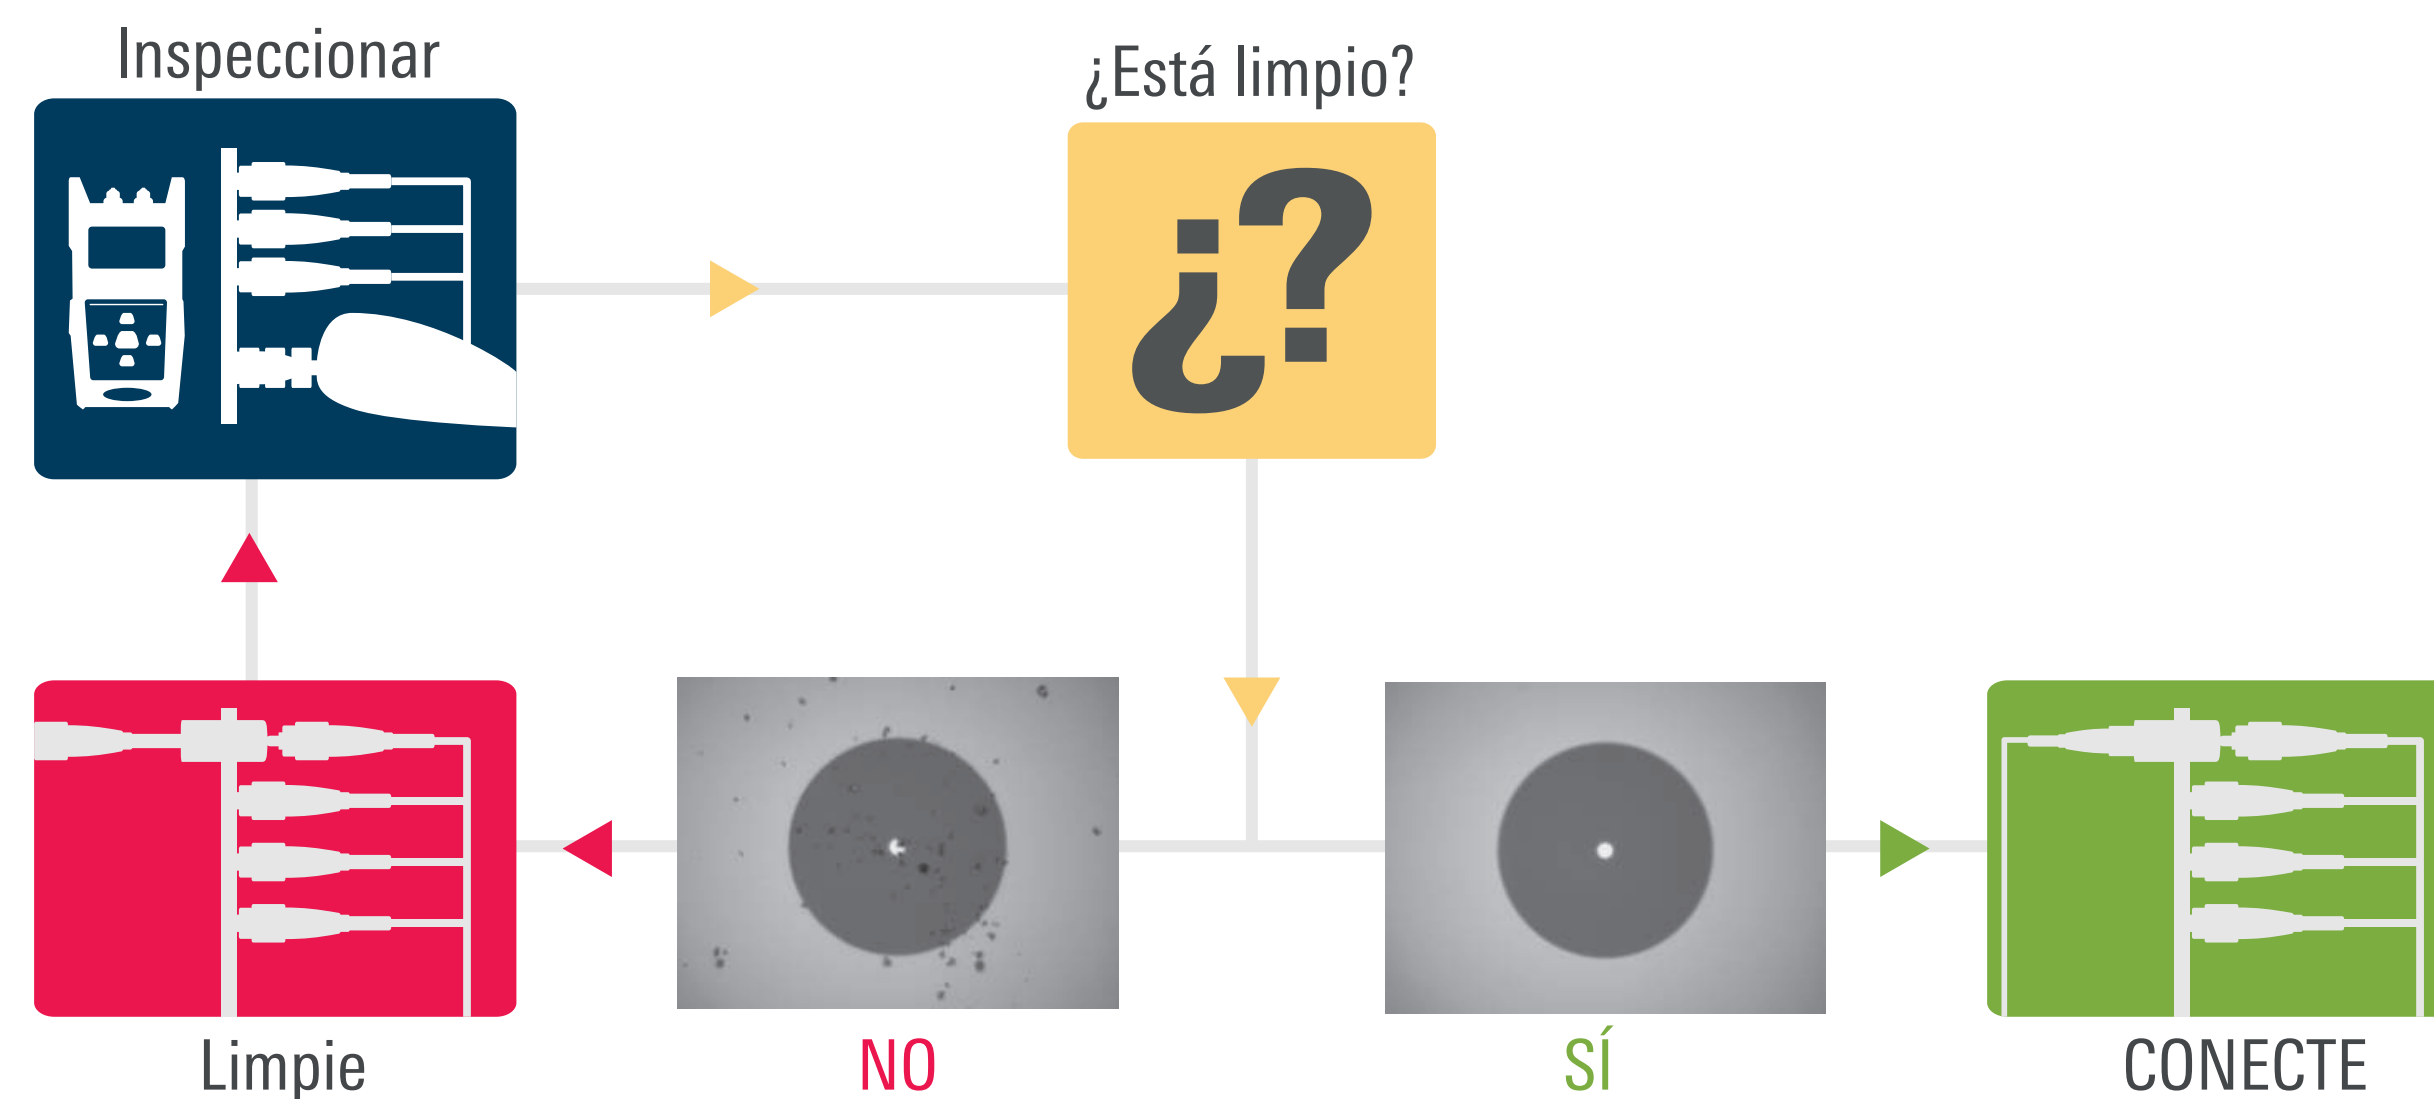 Inspeccionar
¿Está limpio?
¿?
Limpie
NO
SÍ
CONECTE